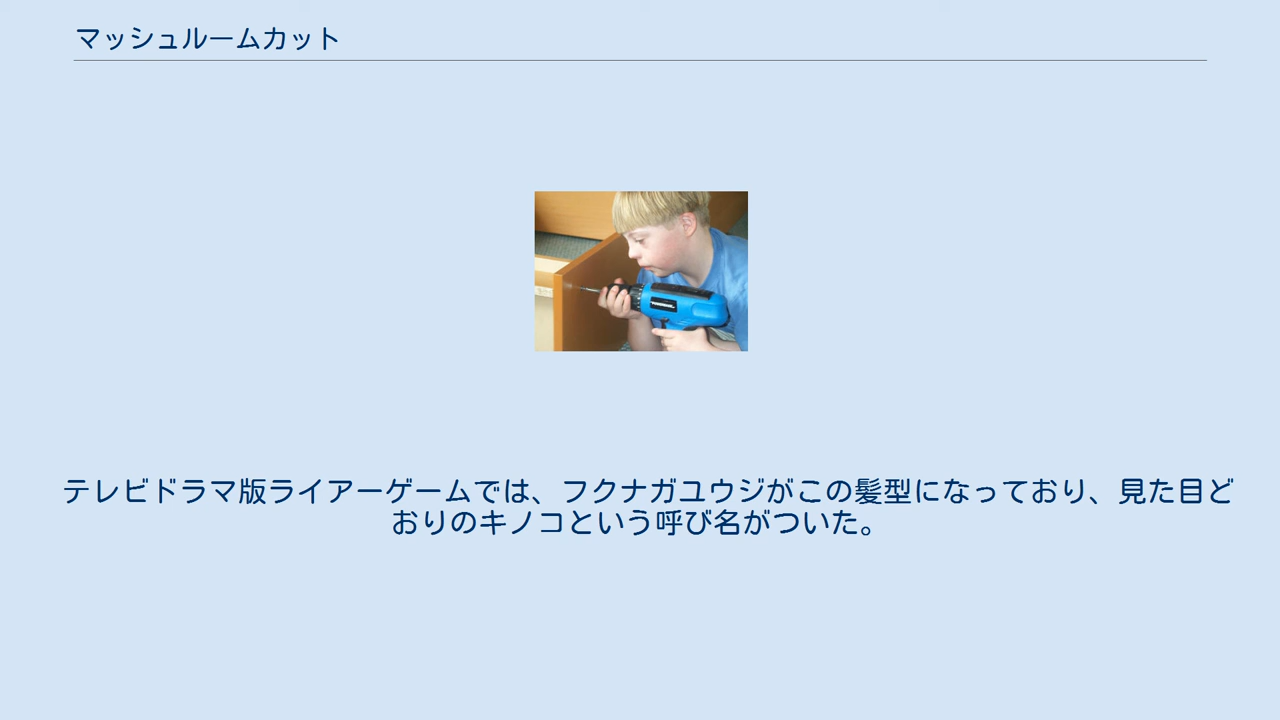 マッシュルームカット
テレビドラマ版ライアーゲームでは、フクナガユウジがこの髪型になっており、見た目ど
おりのキノコという呼び名がついた。